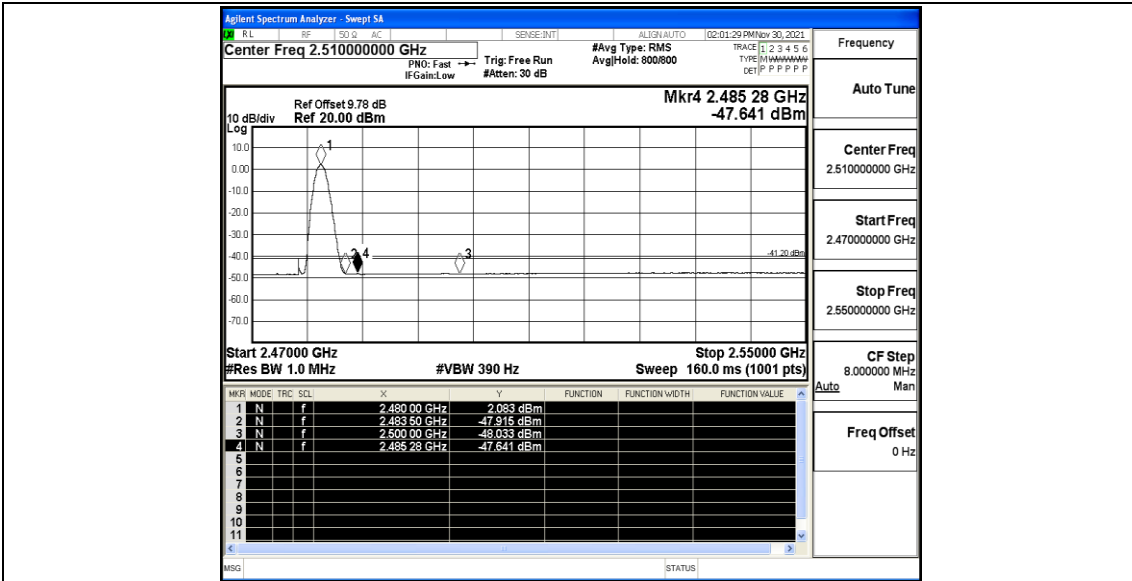 Agilent Spectrum Analyzer - Swept SA
RL RF 50 Ω AC SENSE:INT ALIGN AUTO 02:01:29 PM Nov 30, 2021
Center Freq 2.510000000 GHz
PNO: Fast
IFGain:Low
Trig: Free Run
#Atten: 30 dB
#Avg Type: RMS
Avg|Hold: 800/800
TRACE 1 2 3 4 5 6
TYPE M
DET P P P P P P
Frequency
Ref Offset 9.78 dB
10 dB/div Ref 20.00 dBm
Log
Mkr4 2.485 28 GHz
-47.641 dBm
10.0
0.00
-10.0
-20.0
-30.0
-40.0
-50.0
-60.0
-70.0
1
2 4
3
-41.20 dBm
Start 2.47000 GHz Stop 2.55000 GHz
#Res BW 1.0 MHz #VBW 390 Hz Sweep 160.0 ms (1001 pts)
MKR MODE TRC SCL X Y FUNCTION FUNCTION WIDTH FUNCTION VALUE
1 N f 2.480 00 GHz 2.083 dBm
2 N f 2.483 50 GHz -47.915 dBm
3 N f 2.500 00 GHz -48.033 dBm
4 N f 2.485 28 GHz -47.641 dBm
5
6
7
8
9
10
11
MSG STATUS
Auto Tune
Center Freq
2.510000000 GHz
Start Freq
2.470000000 GHz
Stop Freq
2.550000000 GHz
CF Step
8.000000 MHz
Auto Man
Freq Offset
0 Hz